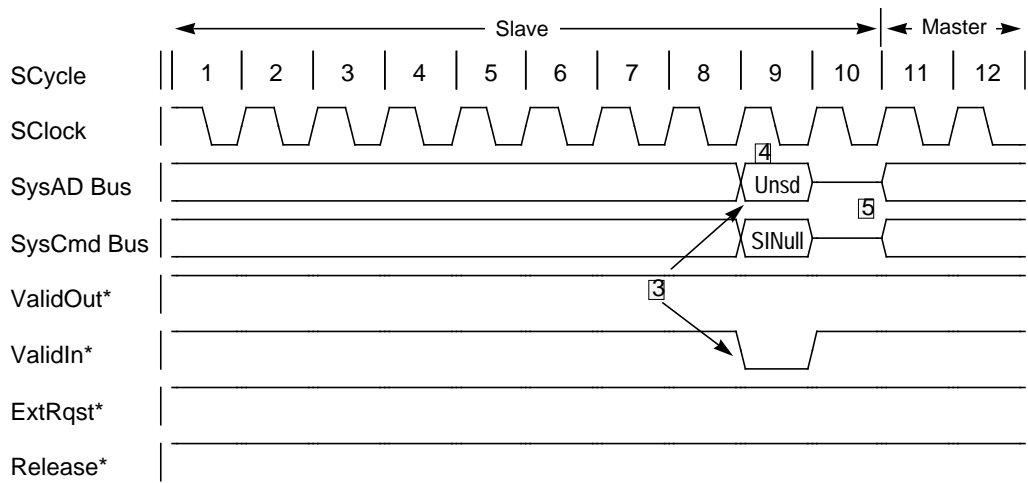 Slave Master
SCycle 1 2 3 4 5 6 7 8 9 10 11 12
SClock
4
SysAD Bus Unsd
5
SysCmd Bus SINull
ValidOut* 3
ValidIn*
ExtRqst*
Release*